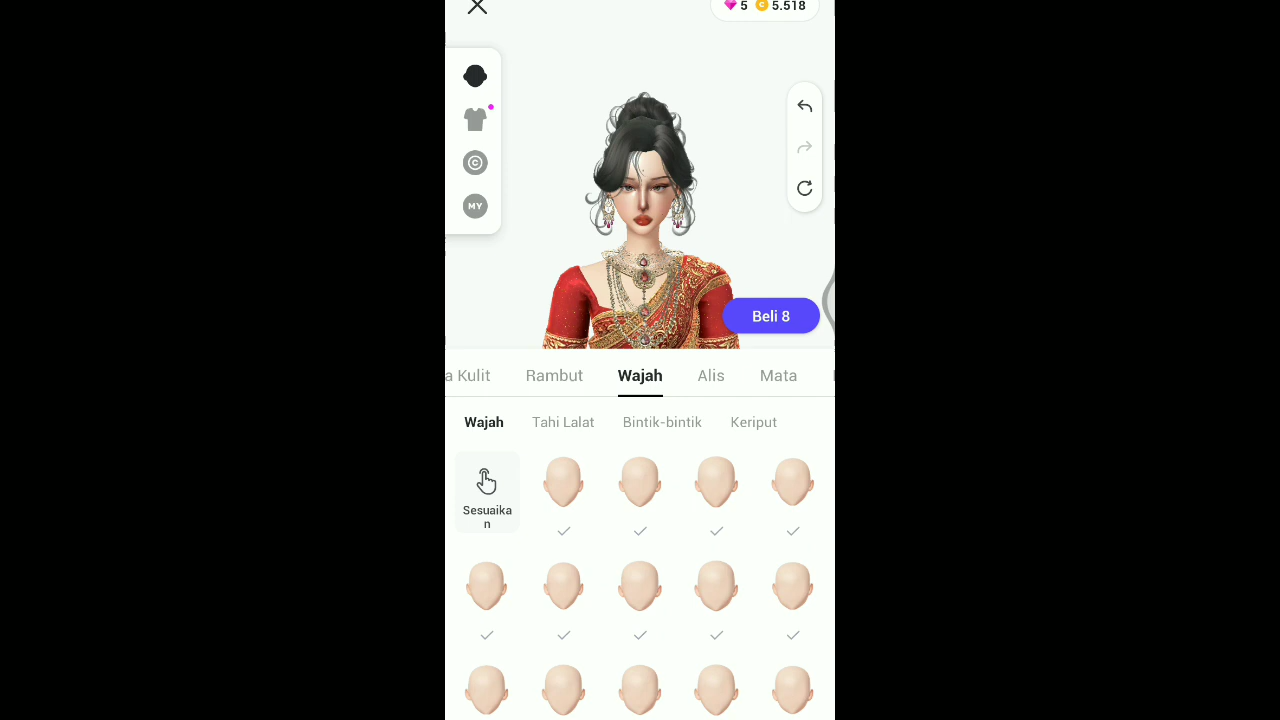 5 C 5.518
C
MY
Beli 8
a Kulit Rambut Wajah Alis Mata
Wajah Tahi Lalat Bintik-bintik Keriput
Sesuaika
n